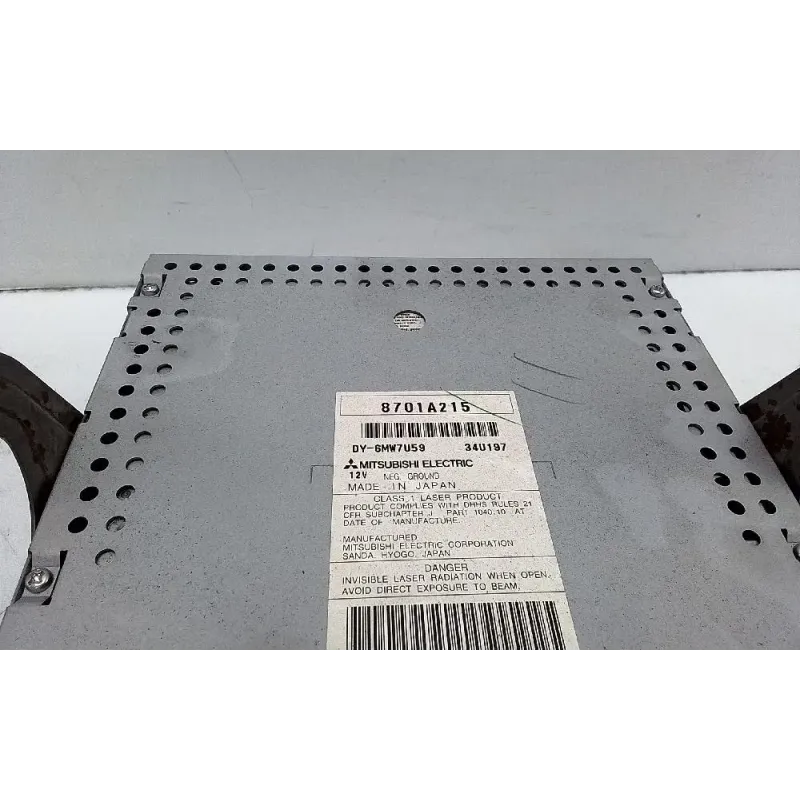 8701A215
DY-6MW7U59 340197
MITSUBISHI ELECTRIC
12V NEG. GROUND
MADE IN JAPAN
CLASS 1 LASER PRODUCT
PRODUCT COMPLIES WITH DHHS RULES 21
CFR SUBCHAPTER J PART 1040.10 AT
DATE OF MANUFACTURE.
MANUFACTURED
MITSUBISHI ELECTRIC CORPORATION
SANDA, HYOGO, JAPAN
DANGER
INVISIBLE LASER RADIATION WHEN OPEN.
AVOID DIRECT EXPOSURE TO BEAM.